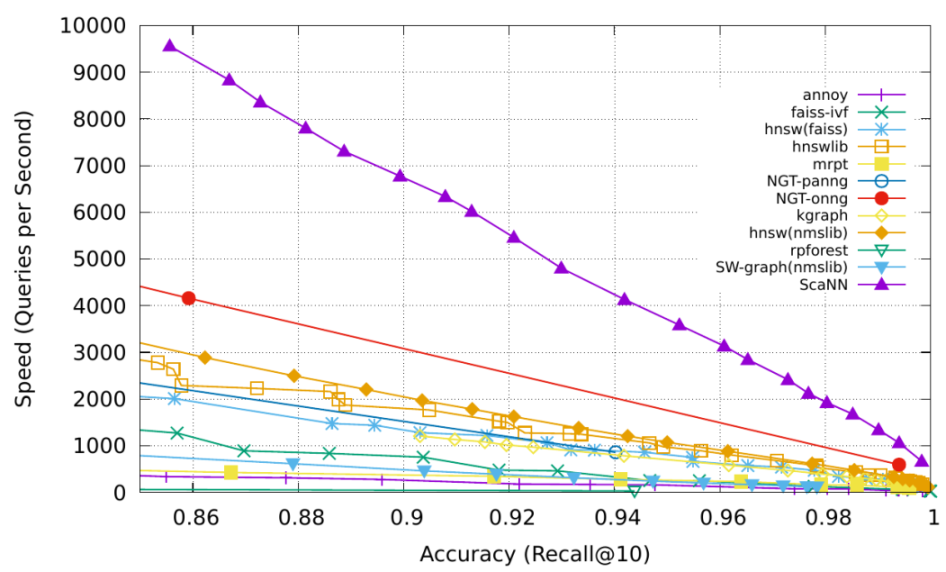 10000
9000
8000
7000
6000
5000
4000
3000
2000
1000
0
Speed (Queries per Second)
annoy
faiss-ivf
hnsw(faiss)
hnswlib
mrpt
NGT-panng
NGT-onng
kgraph
hnsw(nmslib)
rpforest
SW-graph(nmslib)
ScaNN
0.86 0.88 0.9 0.92 0.94 0.96 0.98 1
Accuracy (Recall@10)